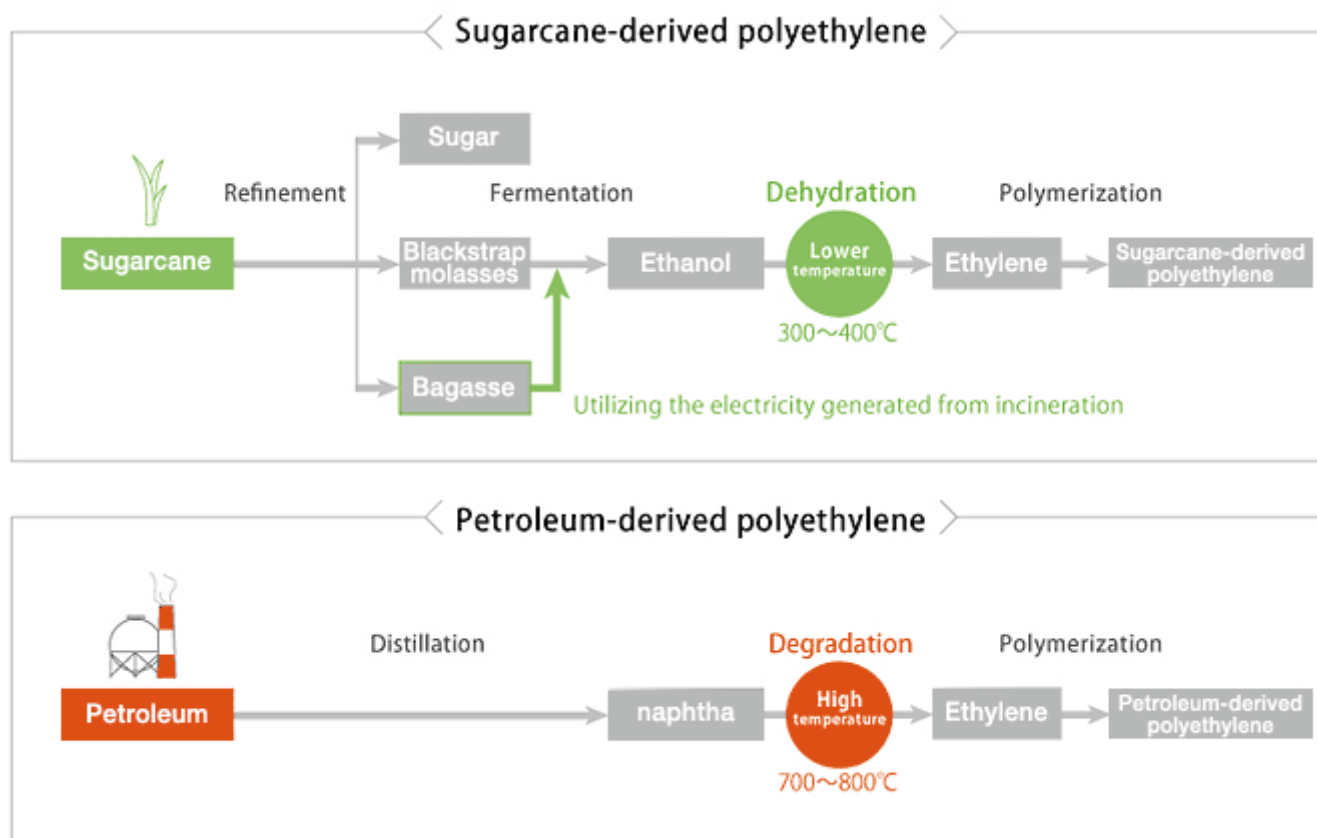 Sugarcane-derived polyethylene
Sugar
Refinement
Fermentation
Dehydration
Polymerization
Sugarcane
Blackstrap
molasses
Ethanol
Lower
temperature
Ethylene
Sugarcane-derived
polyethylene
300～400℃
Bagasse
Utilizing the electricity generated from incineration
Petroleum-derived polyethylene
Distillation
Degradation
Polymerization
Petroleum
naphtha
High
temperature
Ethylene
Petroleum-derived
polyethylene
700～800℃